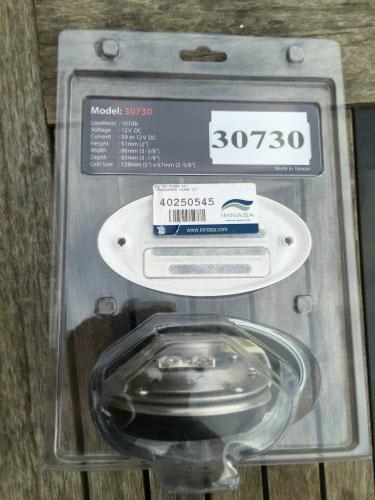 Model: 30730
Loudness : 107db
Voltage : 12V DC
Current : 5A at 12V DC
Height : 51mm (2")
Width : 86mm (3-3/8")
Depth : 83mm (3-1/4")
Grill Size : 128mm (5") x 67mm (2-5/8")
30730
Made in Taiwan
40250545
IMNASA
www.imnasa.com